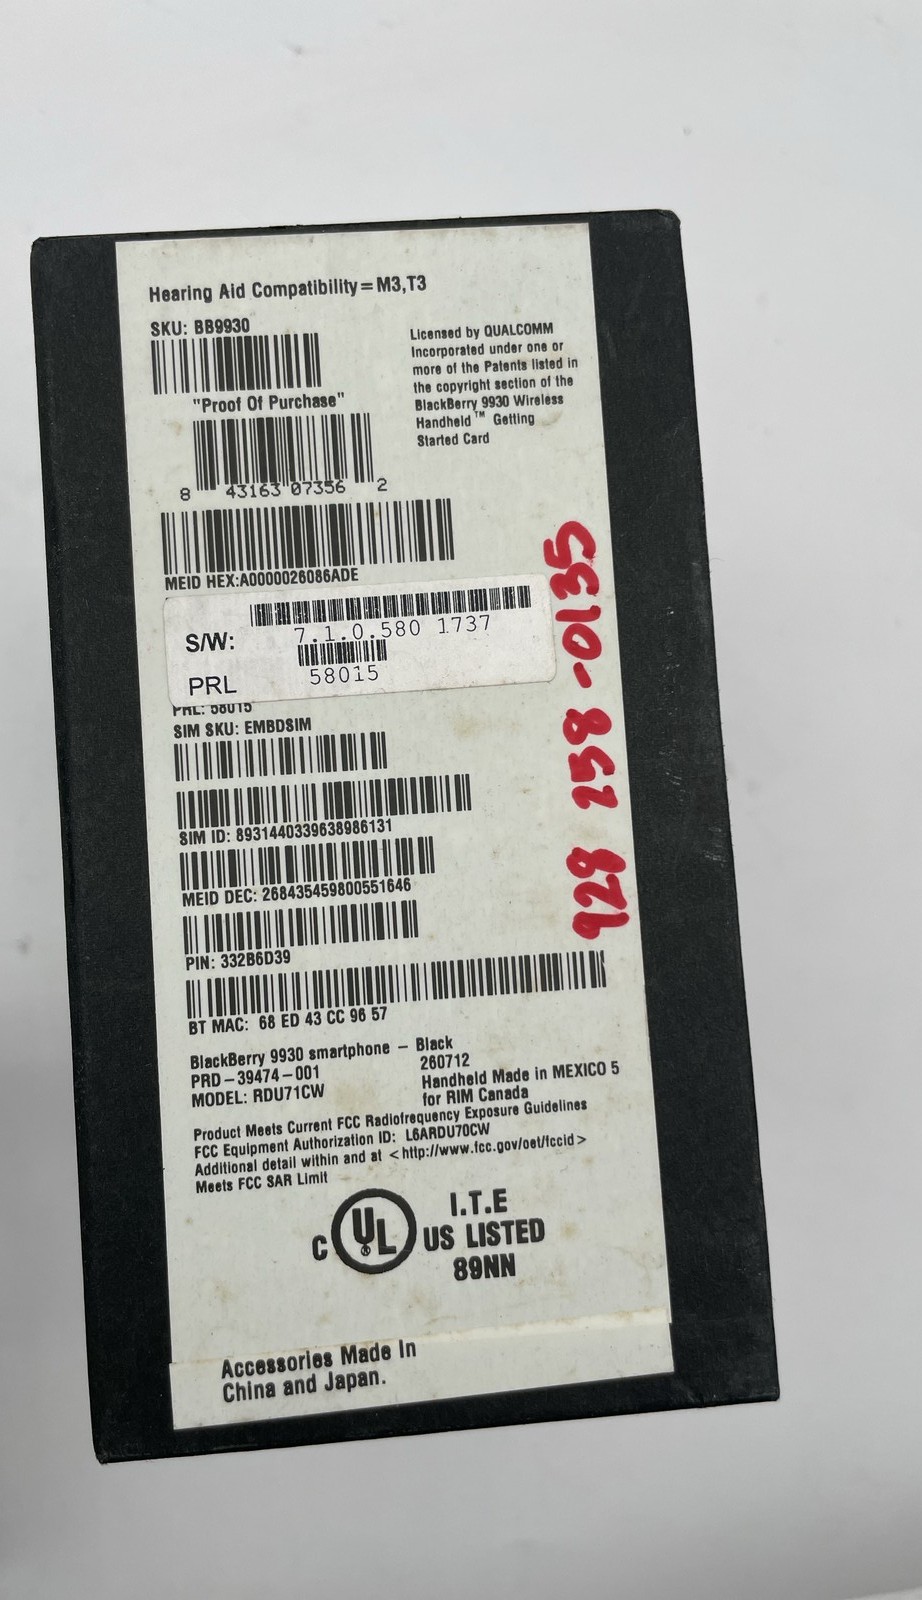 Hearing Aid Compatibility=M3,T3
SKU: BB9930
"Proof Of Purchase"
8 43163 07356 2
Licensed by QUALCOMM
Incorporated under one or
more of the Patents listed in
the copyright section of the
BlackBerry 9930 Wireless
Handheld™ Getting
Started Card
MEID HEX:A0000026086ADE
S/W: 7.1.0.580 1737
PRL 58015
PRL: 58015
SIM SKU: EMBDSIM
SIM ID: 8931440339638986131
MEID DEC: 268435459800551646
PIN: 332B6D39
BT MAC: 68 ED 43 CC 96 57
928 258-0135
BlackBerry 9930 smartphone – Black
PRD-39474-001
MODEL: RDU71CW
260712
Handheld Made in MEXICO 5
for RIM Canada
Product Meets Current FCC Radiofrequency Exposure Guidelines
FCC Equipment Authorization ID: L6ARDU70CW
Additional detail within and at <http://www.fcc.gov/oet/fccid>
Meets FCC SAR Limit
C UL® US LISTED
I.T.E
89NN
Accessories Made In
China and Japan.